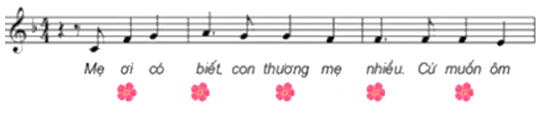 Mẹ ơi có biết, con thương mẹ nhiều. Cứ muốn ôm